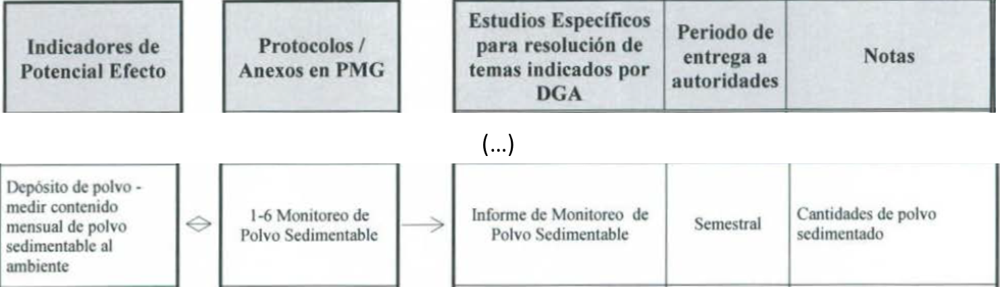 Indicadores de
Potencial Efecto
Protocolos /
Anexos en PMG
Estudios Específicos
para resolución de
temas indicados por
DGA
Periodo de
entrega a
autoridades
Notas
(...)
Depósito de polvo -
medir contenido
mensual de polvo
sedimentable al
ambiente
1-6 Monitoreo de
Polvo Sedimentable
Informe de Monitoreo de
Polvo Sedimentable
Semestral
Cantidades de polvo
sedimentado